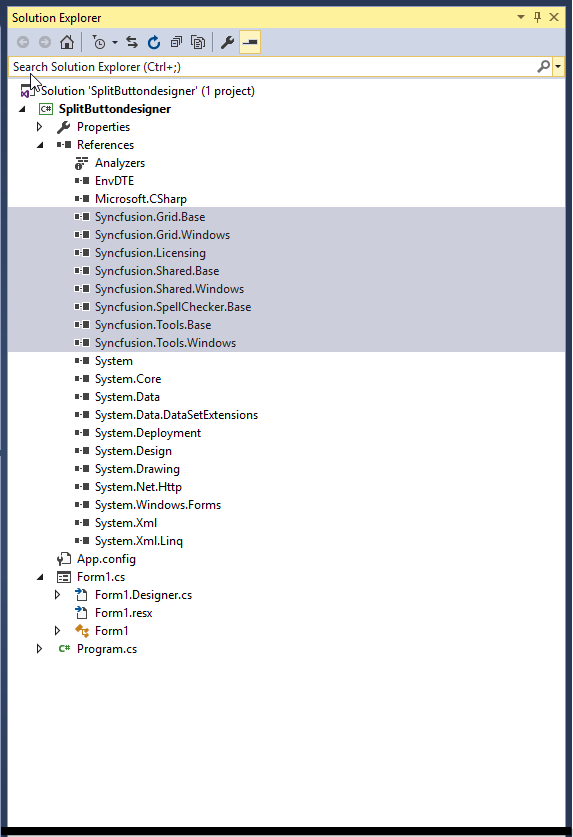 Solution Explorer
Search Solution Explorer (Ctrl+;)
Solution 'SplitButtondesigner' (1 project)
C# SplitButtondesigner
Properties
References
Analyzers
EnvDTE
Microsoft.CSharp
Syncfusion.Grid.Base
Syncfusion.Grid.Windows
Syncfusion.Licensing
Syncfusion.Shared.Base
Syncfusion.Shared.Windows
Syncfusion.SpellChecker.Base
Syncfusion.Tools.Base
Syncfusion.Tools.Windows
System
System.Core
System.Data
System.Data.DataSetExtensions
System.Deployment
System.Design
System.Drawing
System.Net.Http
System.Windows.Forms
System.Xml
System.Xml.Linq
App.config
Form1.cs
Form1.Designer.cs
Form1.resx
Form1
C# Program.cs